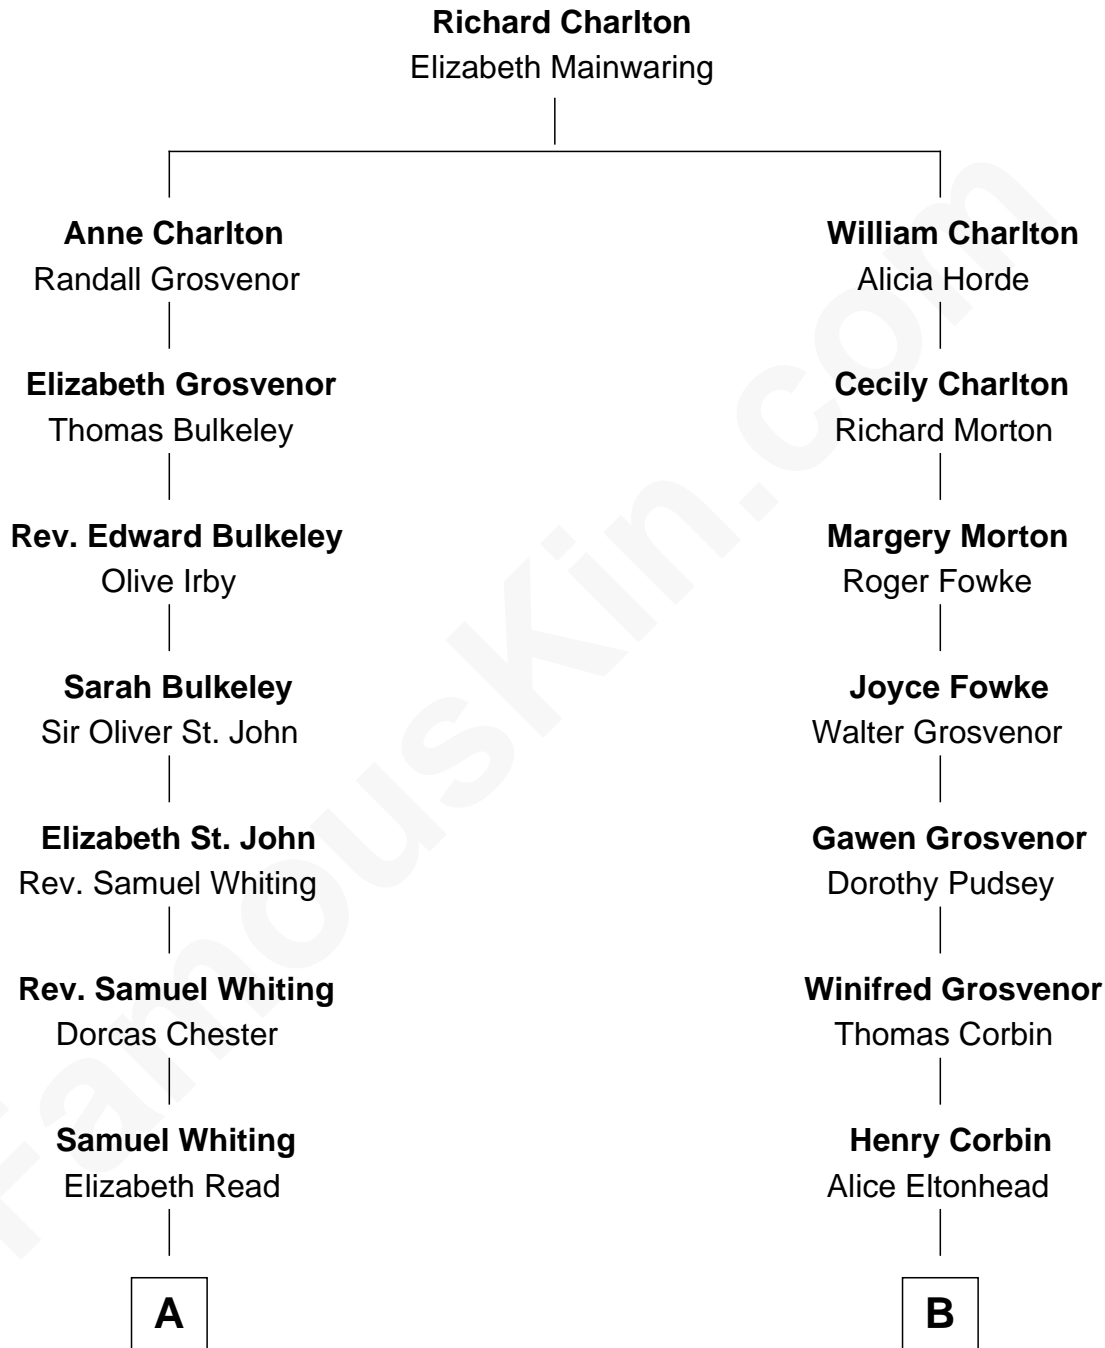 Richard Charlton
Elizabeth Mainwaring
Anne Charlton
Randall Grosvenor
Elizabeth Grosvenor
Thomas Bulkeley
Rev. Edward Bulkeley
Olive Irby
Sarah Bulkeley
Sir Oliver St. John
Elizabeth St. John
Rev. Samuel Whiting
Rev. Samuel Whiting
Dorcas Chester
Samuel Whiting
Elizabeth Read
A
William Charlton
Alicia Horde
Cecily Charlton
Richard Morton
Margery Morton
Roger Fowke
Joyce Fowke
Walter Grosvenor
Gawen Grosvenor
Dorothy Pudsey
Winifred Grosvenor
Thomas Corbin
Henry Corbin
Alice Eltonhead
B
FamousKin.com